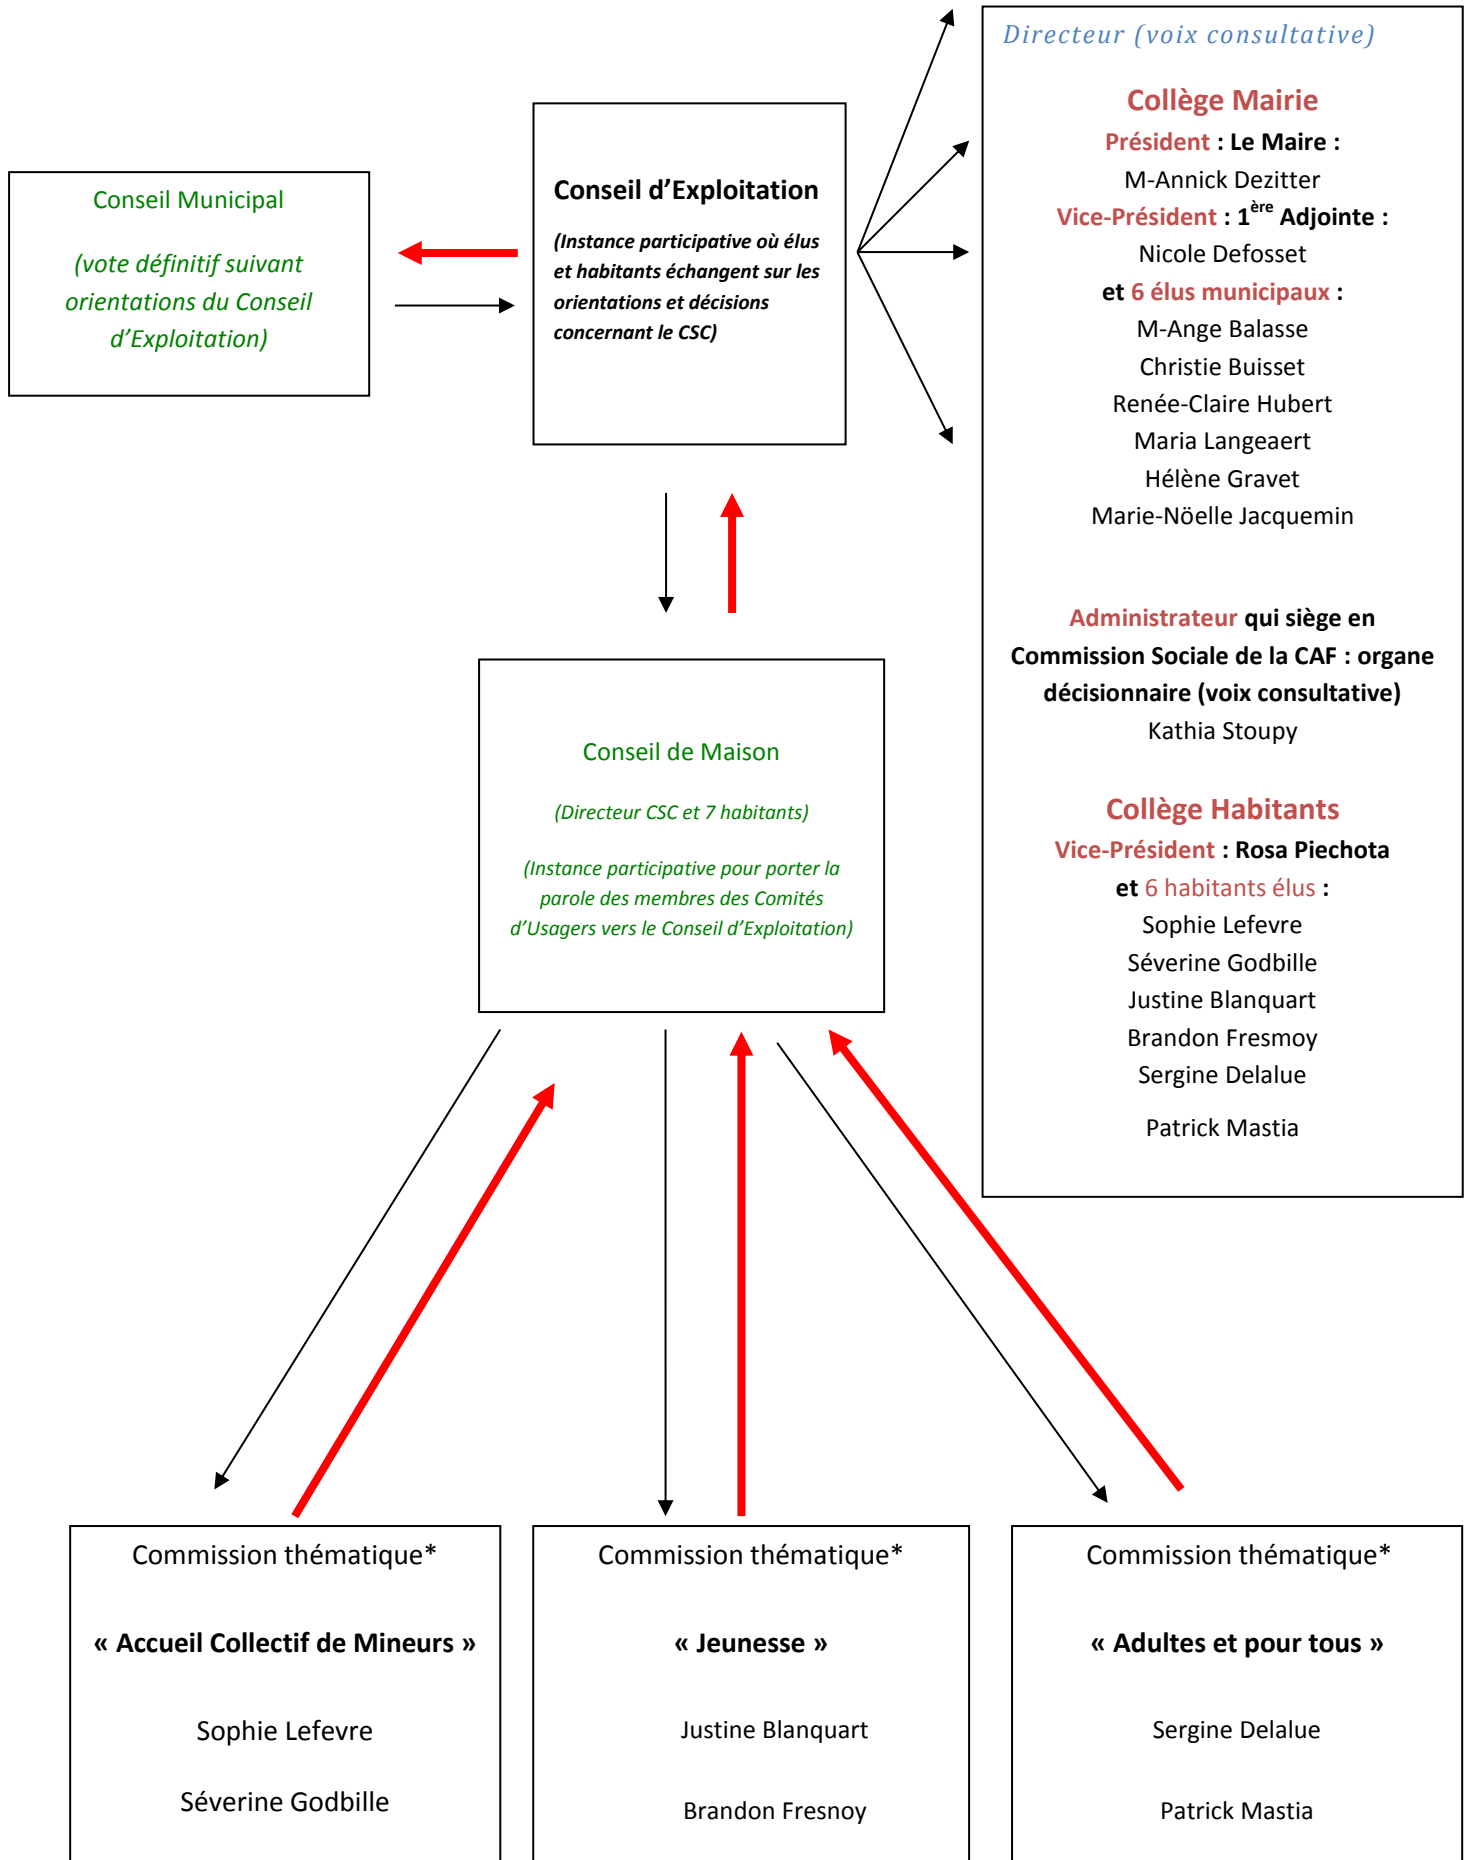 Conseil Municipal
(vote définitif suivant
orientations du Conseil
d’Exploitation)
Conseil d’Exploitation
(Instance participative où élus
et habitants échangent sur les
orientations et décisions
concernant le CSC)
Directeur (voix consultative)
Collège Mairie
Président : Le Maire :
M-Annick Dezitter
Vice-Président : 1ère Adjointe :
Nicole Defosset
et 6 élus municipaux :
M-Ange Balasse
Christie Buisset
Renée-Claire Hubert
Maria Langeaert
Hélène Gravet
Marie-Nöelle Jacquemin
Administrateur qui siège en
Commission Sociale de la CAF : organe
décisionnaire (voix consultative)
Kathia Stoupy
Collège Habitants
Vice-Président : Rosa Piechota
et 6 habitants élus :
Sophie Lefevre
Séverine Godbille
Justine Blanquart
Brandon Fresmoy
Sergine Delalue
Patrick Mastia
Conseil de Maison
(Directeur CSC et 7 habitants)
(Instance participative pour porter la
parole des membres des Comités
d’Usagers vers le Conseil d’Exploitation)
Commission thématique*
« Accueil Collectif de Mineurs »
Sophie Lefevre
Séverine Godbille
Commission thématique*
« Jeunesse »
Justine Blanquart
Brandon Fresnoy
Commission thématique*
« Adultes et pour tous »
Sergine Delalue
Patrick Mastia